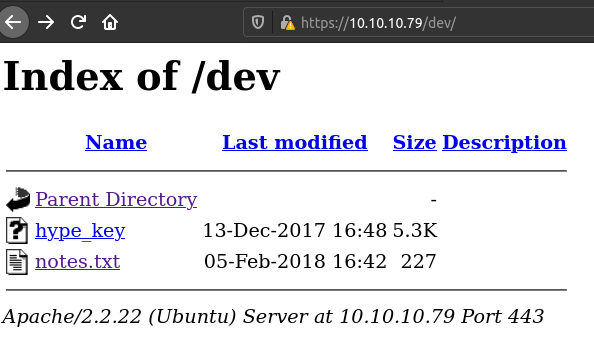 https://10.10.10.79/dev/
Index of /dev
Name Last modified Size Description
Parent Directory -
hype_key 13-Dec-2017 16:48 5.3K
notes.txt 05-Feb-2018 16:42 227
Apache/2.2.22 (Ubuntu) Server at 10.10.10.79 Port 443